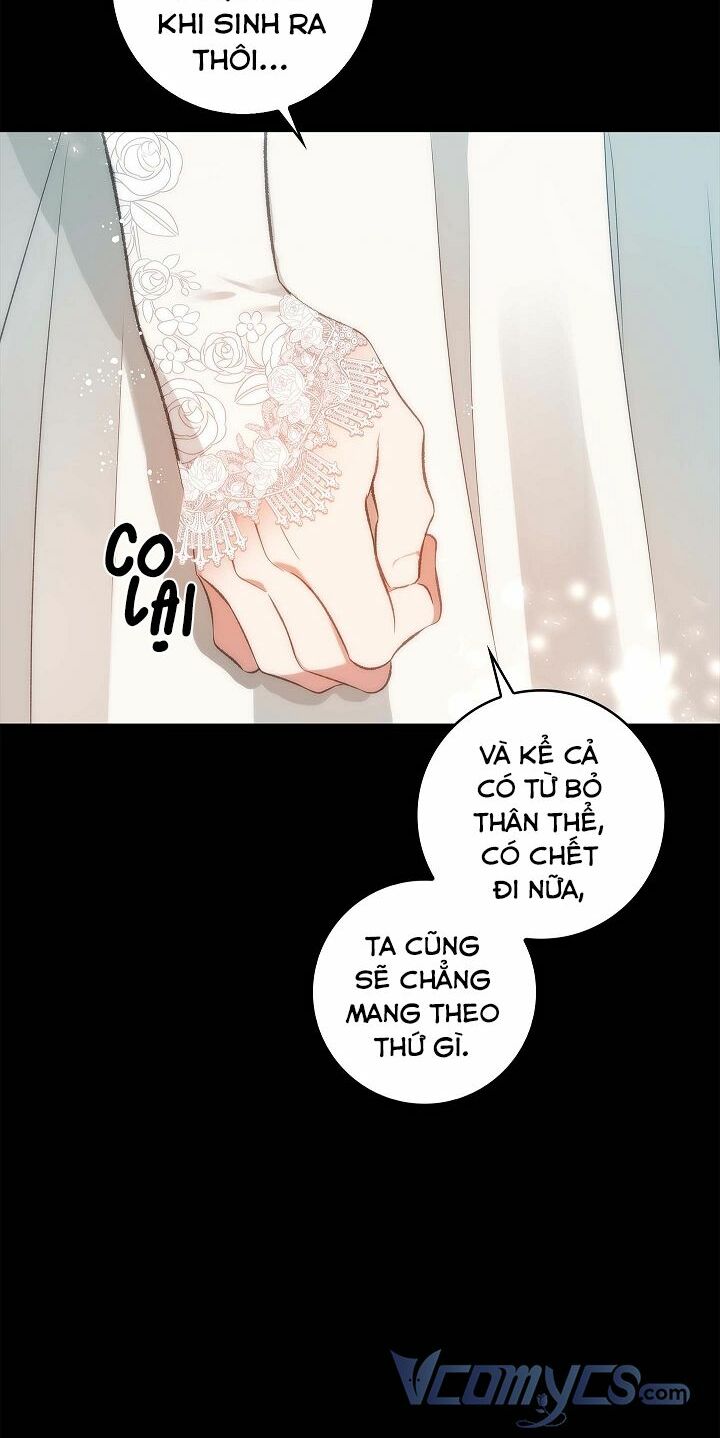 KHI SINH RA
THÔI...
CO
LẠI
VÀ KỂ CẢ
CÓ TỪ BỎ
THÂN THỂ,
CÓ CHẾT
ĐI NỮA,
TA CŨNG
SẼ CHẲNG
MANG THEO
THỨ GÌ.
VCOMYCS.com